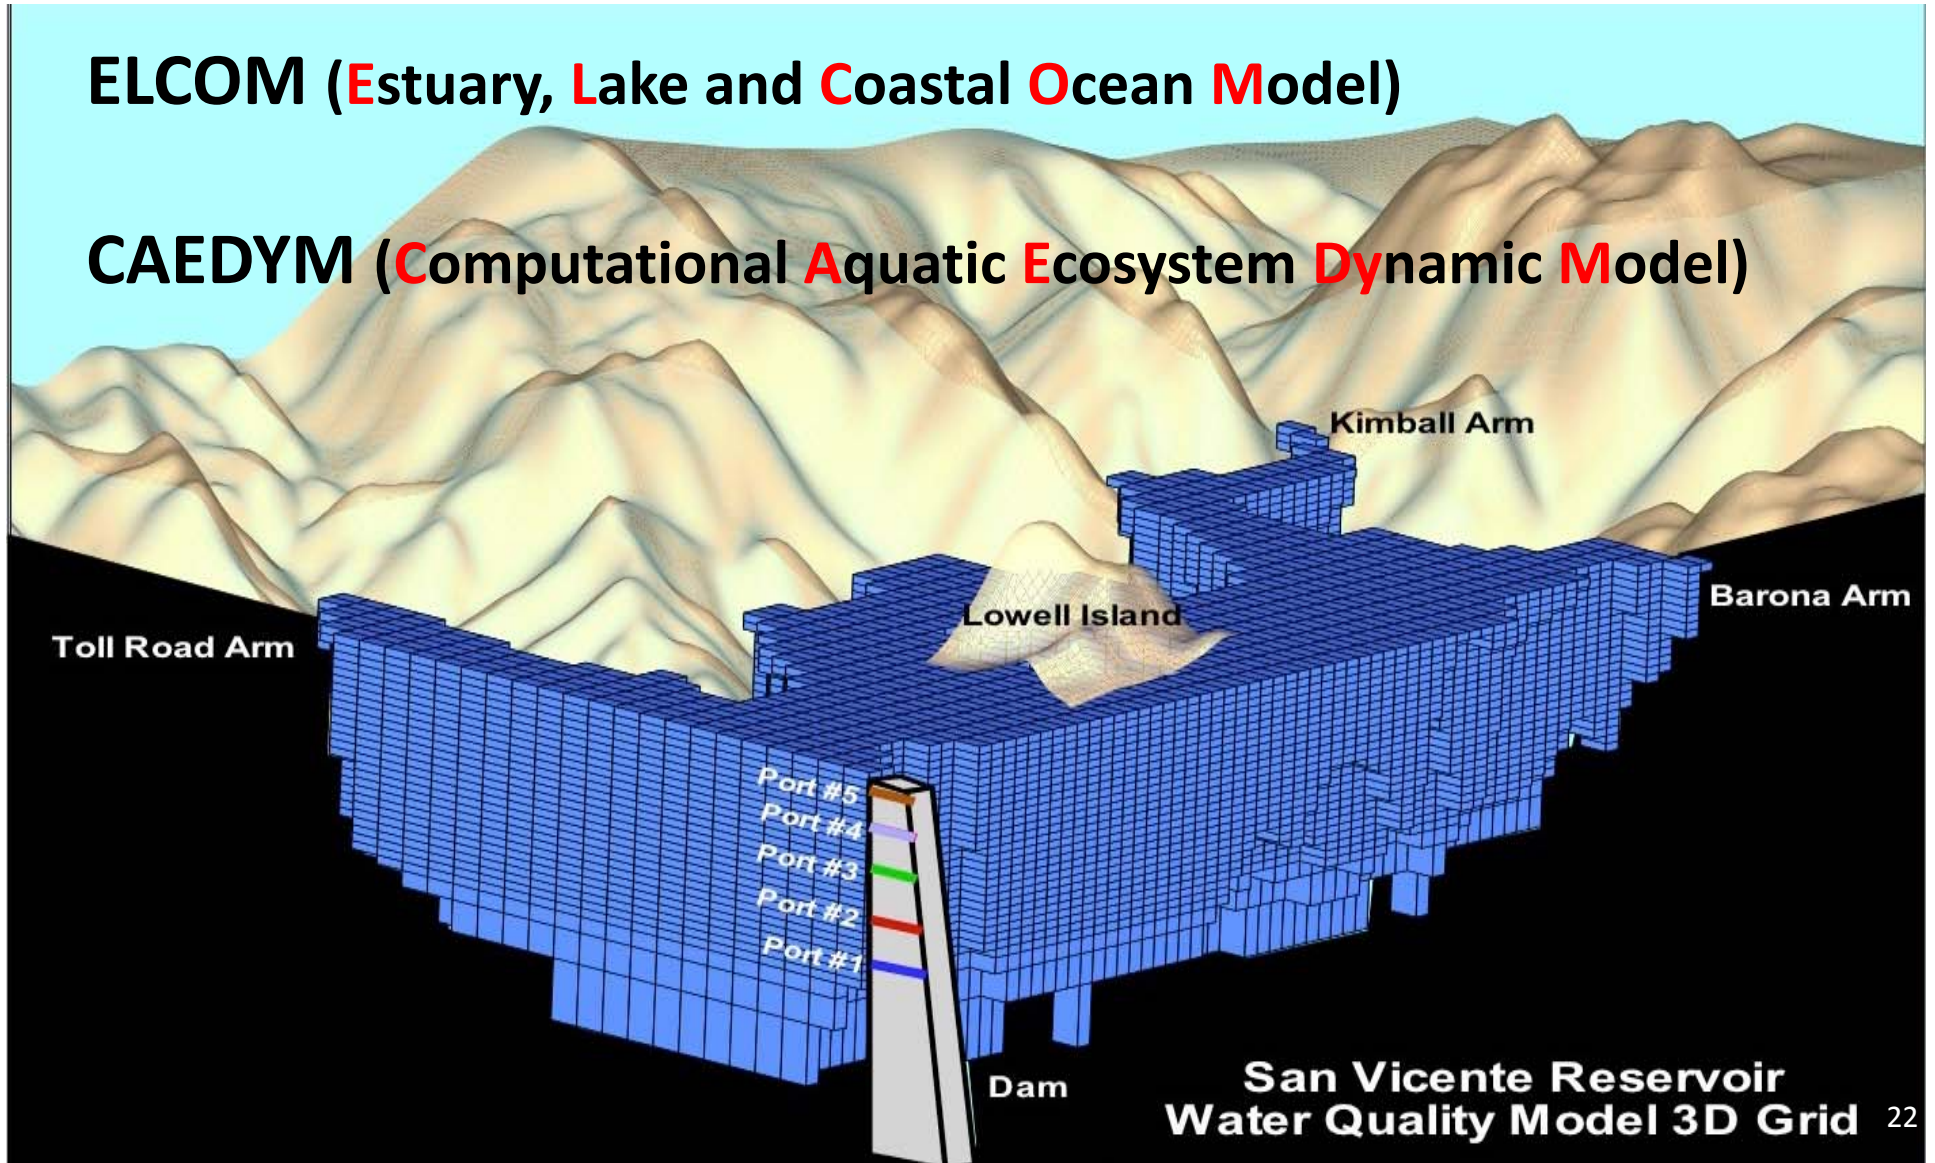 ELCOM (Estuary, Lake and Coastal Ocean Model)
CAEDYM (Computational Aquatic Ecosystem Dynamic Model)
Kimball Arm
Barona Arm
Lowell Island
Toll Road Arm
Port #5
Port #4
Port #3
Port #2
Port #1
Dam
San Vicente Reservoir
Water Quality Model 3D Grid
22